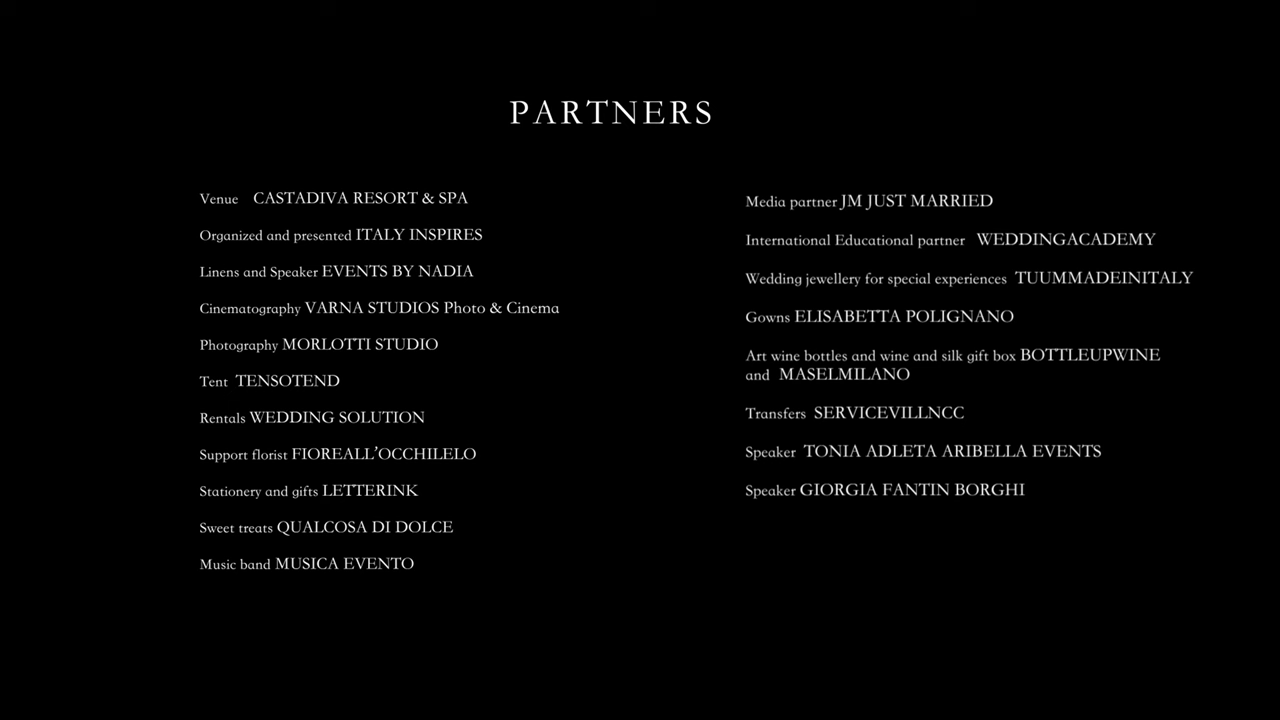 PARTNERS
Venue CASTADIVA RESORT & SPA
Organized and presented ITALY INSPIRES
Linens and Speaker EVENTS BY NADIA
Cinematography VARNA STUDIOS Photo & Cinema
Photography MORLOTTI STUDIO
Tent TENSOTEND
Rentals WEDDING SOLUTION
Support florist FIOREALL'OCCHILELO
Stationery and gifts LETTERINK
Sweet treats QUALCOSA DI DOLCE
Music band MUSICA EVENTO
Media partner JM JUST MARRIED
International Educational partner WEDDINGACADEMY
Wedding jewellery for special experiences TUUMMADEINITALY
Gowns ELISABETTA POLIGNANO
Art wine bottles and wine and silk gift box BOTTLEUPWINE
and MASELMILANO
Transfers SERVICEVILLNCC
Speaker TONIA ADLETA ARIBELLA EVENTS
Speaker GIORGIA FANTIN BORGHI